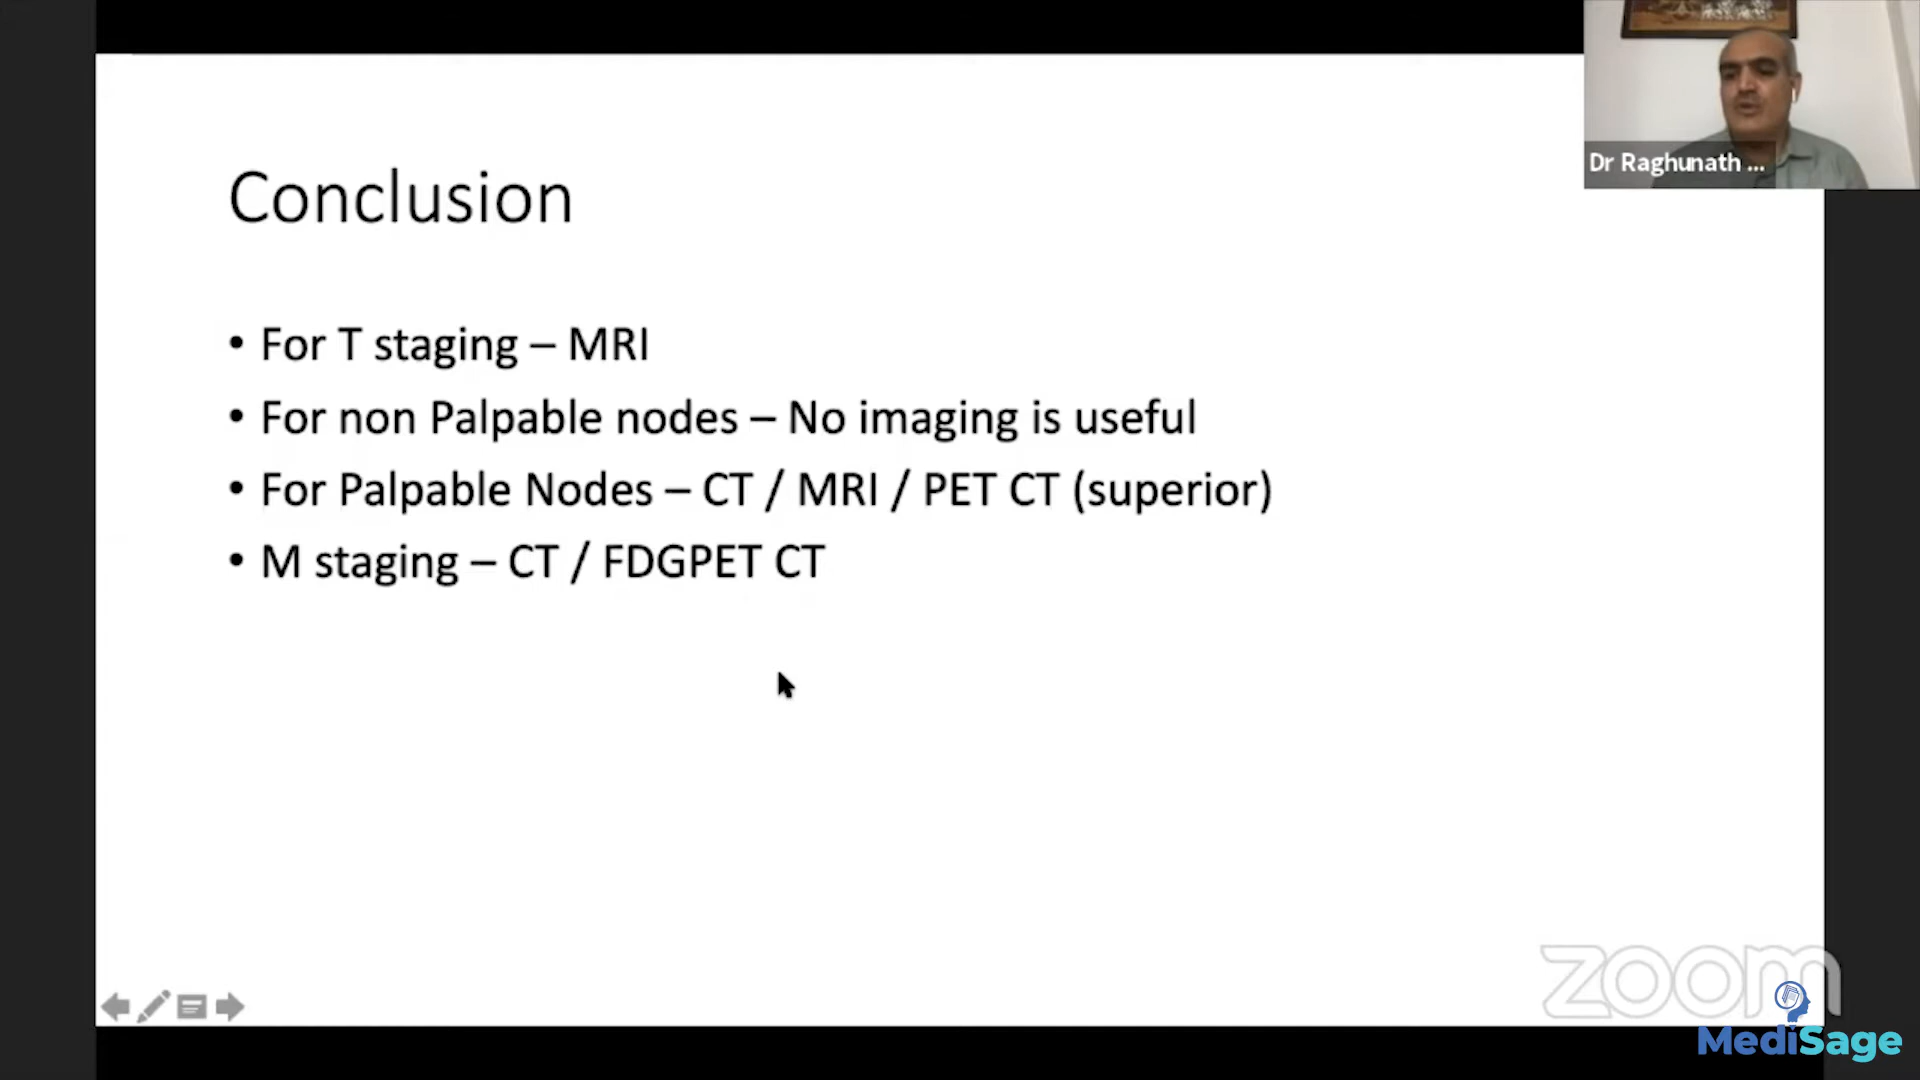 Conclusion
• For T staging – MRI
• For non Palpable nodes – No imaging is useful
• For Palpable Nodes – CT / MRI / PET CT (superior)
• M staging – CT / FDGPET CT
Dr Raghunath ...
zoom
MediSage